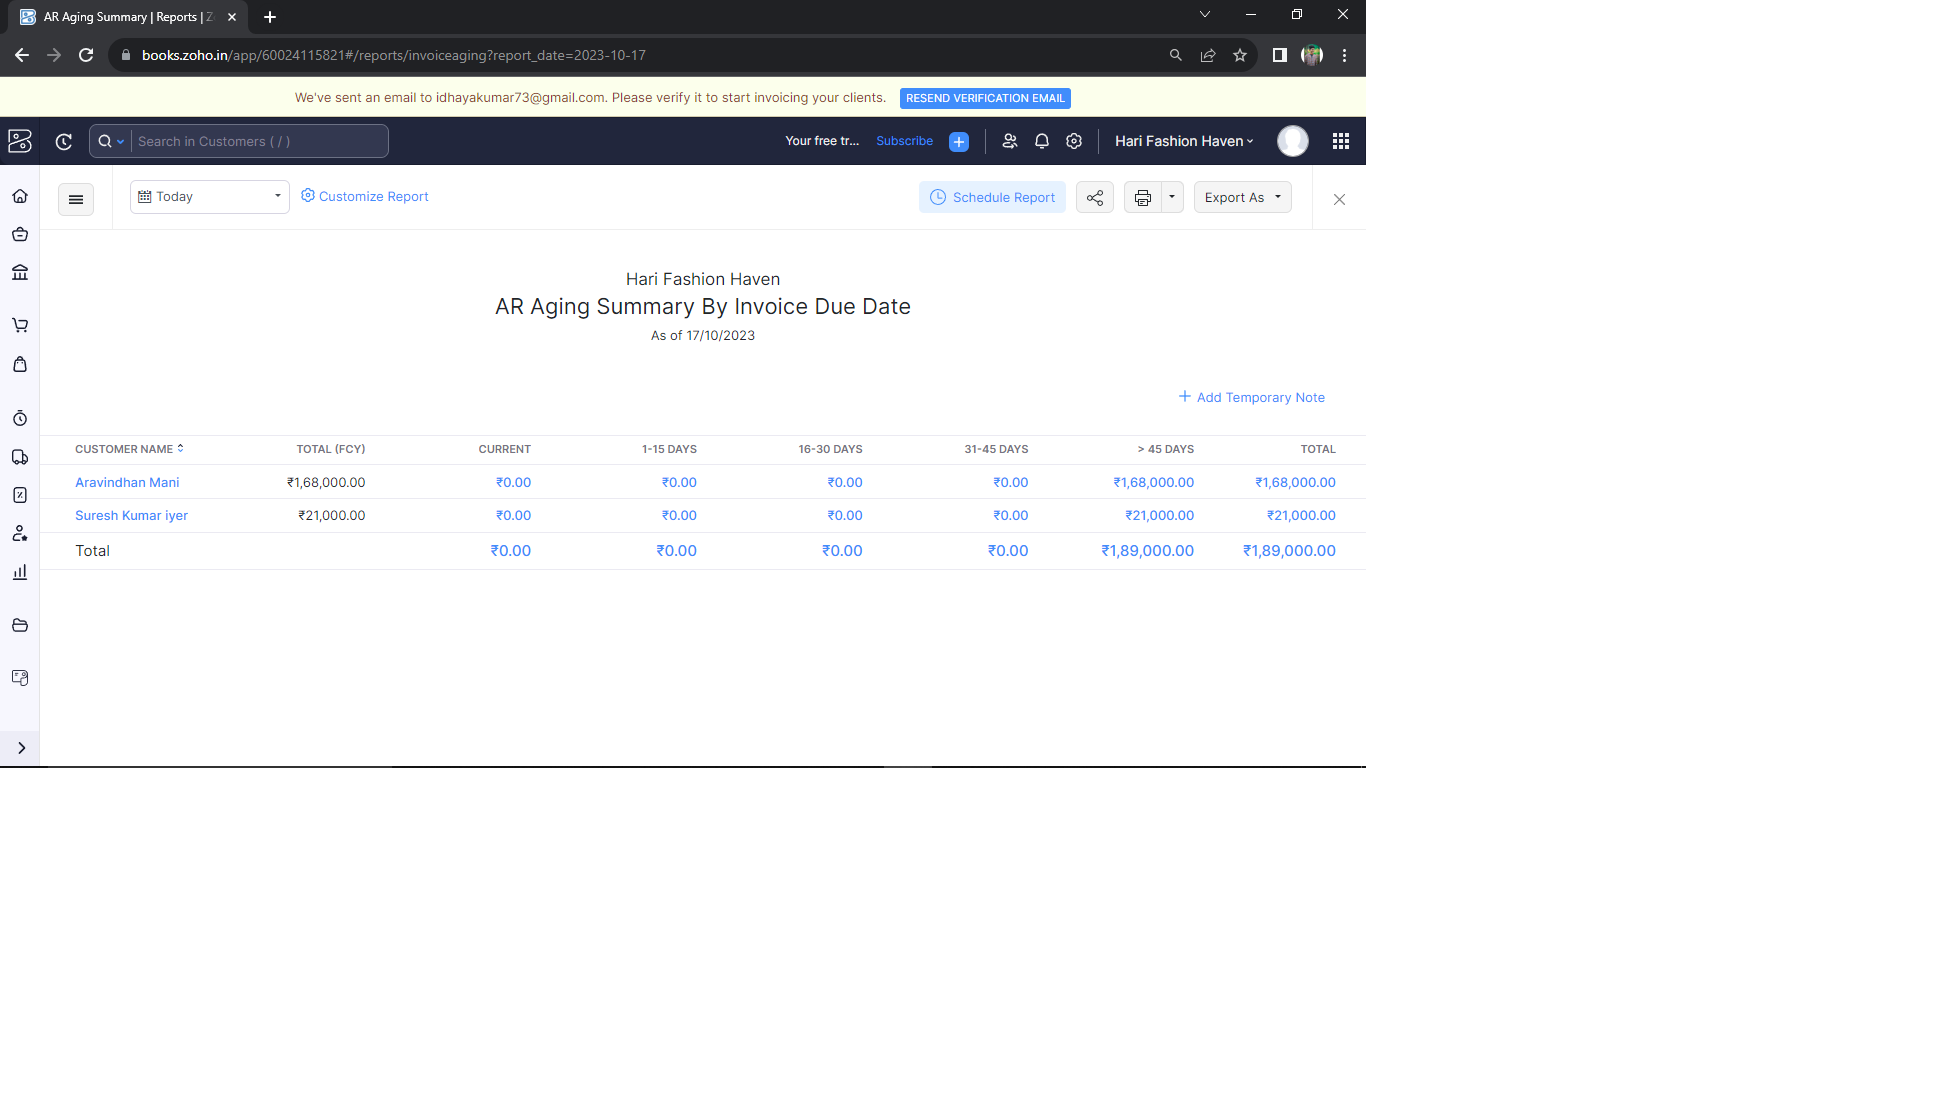 AR Aging Summary | Reports | Z
books.zoho.in/app/60024115821#/reports/invoiceaging?report_date=2023-10-17
We've sent an email to idhayakumar73@gmail.com. Please verify it to start invoicing your clients. RESEND VERIFICATION EMAIL
Search in Customers ( / ) Your free tr... Subscribe Hari Fashion Haven
Today Customize Report Schedule Report Export As
Hari Fashion Haven
AR Aging Summary By Invoice Due Date
As of 17/10/2023
Add Temporary Note
CUSTOMER NAME TOTAL (FCY) CURRENT 1-15 DAYS 16-30 DAYS 31-45 DAYS > 45 DAYS TOTAL
Aravindhan Mani ₹1,68,000.00 ₹0.00 ₹0.00 ₹0.00 ₹0.00 ₹1,68,000.00 ₹1,68,000.00
Suresh Kumar iyer ₹21,000.00 ₹0.00 ₹0.00 ₹0.00 ₹0.00 ₹21,000.00 ₹21,000.00
Total ₹0.00 ₹0.00 ₹0.00 ₹0.00 ₹1,89,000.00 ₹1,89,000.00